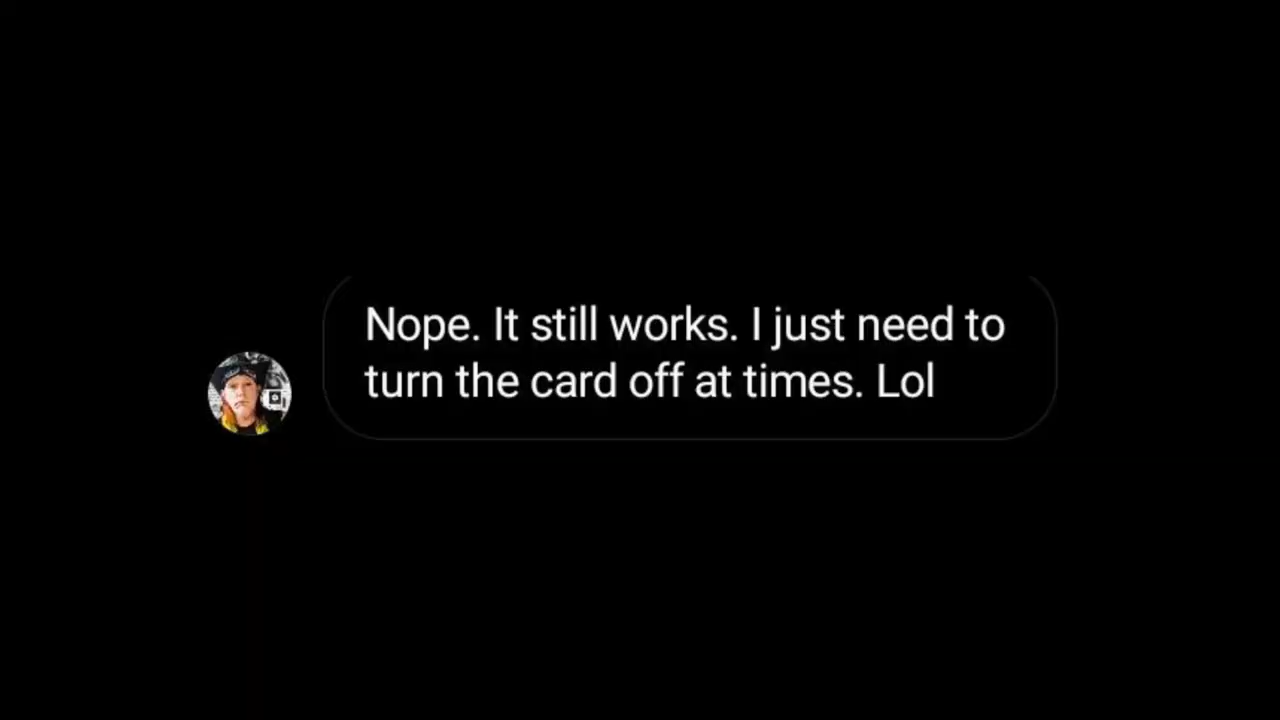 Nope. It still works. I just need to
turn the card off at times. Lol